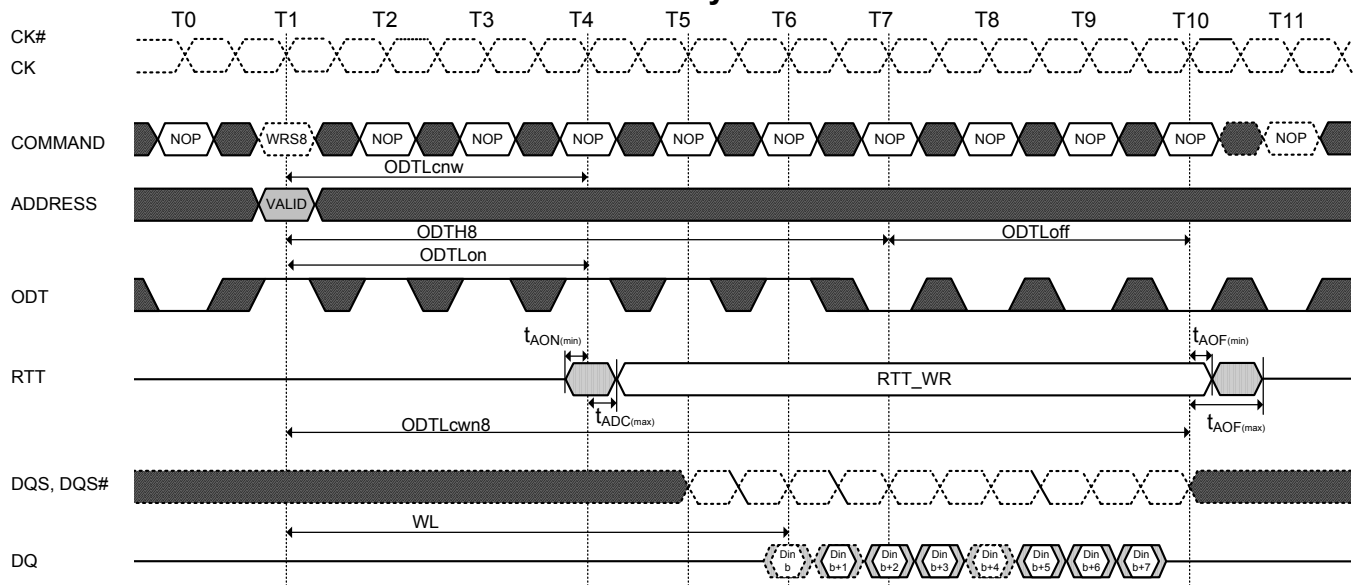 T0 T1 T2 T3 T4 T5 T6 T7 T8 T9 T10 T11
CK#
CK
COMMAND NOP WRS8 NOP NOP NOP NOP NOP NOP NOP NOP NOP NOP
ODTLcnw
ADDRESS VALID
ODTH8 ODTLoff
ODTLon
ODT
tAON(min) tAOF(min)
RTT RTT_WR
tADC(max) tAOF(max)
ODTLcwn8
DQS, DQS#
WL
DQ Din b Din b+1 Din b+2 Din b+3 Din b+4 Din b+5 Din b+6 Din b+7